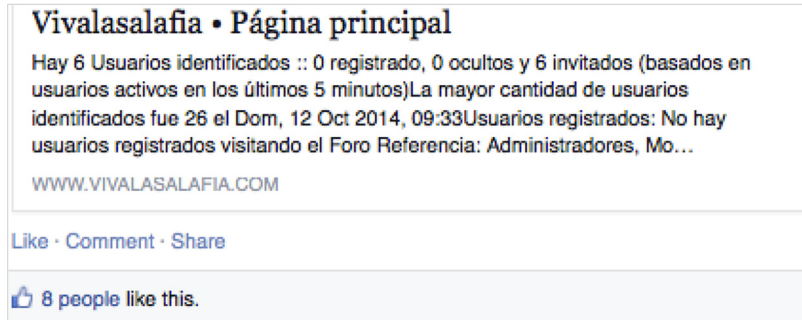 Vivalasalafia • Página principal
Hay 6 Usuarios identificados :: 0 registrado, 0 ocultos y 6 invitados (basados en
usuarios activos en los últimos 5 minutos)La mayor cantidad de usuarios
identificados fue 26 el Dom, 12 Oct 2014, 09:33Usuarios registrados: No hay
usuarios registrados visitando el Foro Referencia: Administradores, Mo…
WWW.VIVALASALAFIA.COM
Like · Comment · Share
8 people like this.